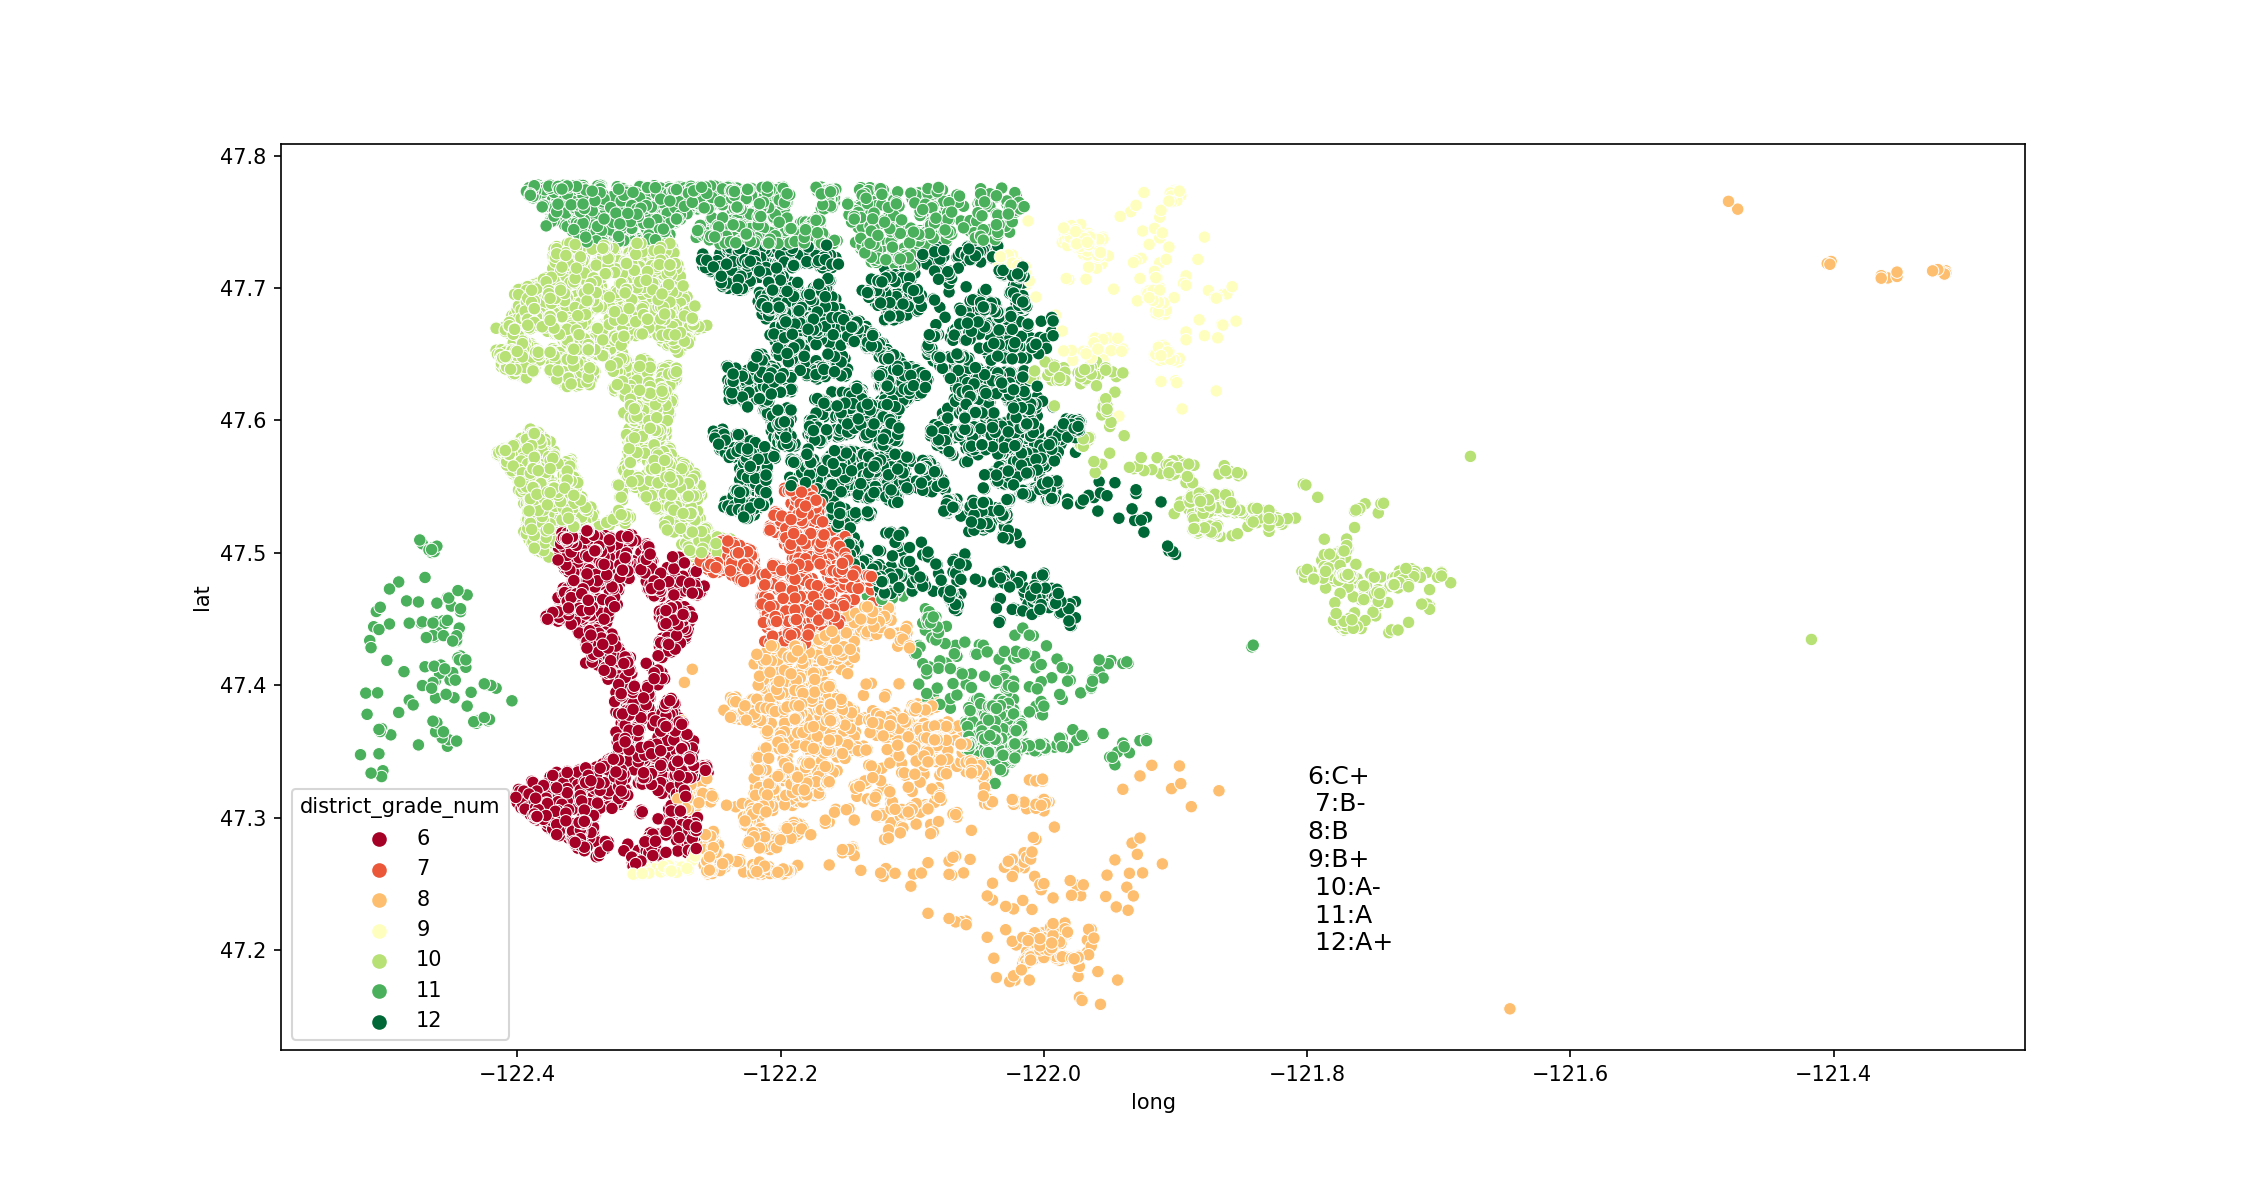 47.8
47.7
47.6
47.5
47.4
47.3
47.2
lat
district_grade_num
6
7
8
9
10
11
12
6:C+
7:B-
8:B
9:B+
10:A-
11:A
12:A+
−122.4 −122.2 −122.0 −121.8 −121.6 −121.4
long